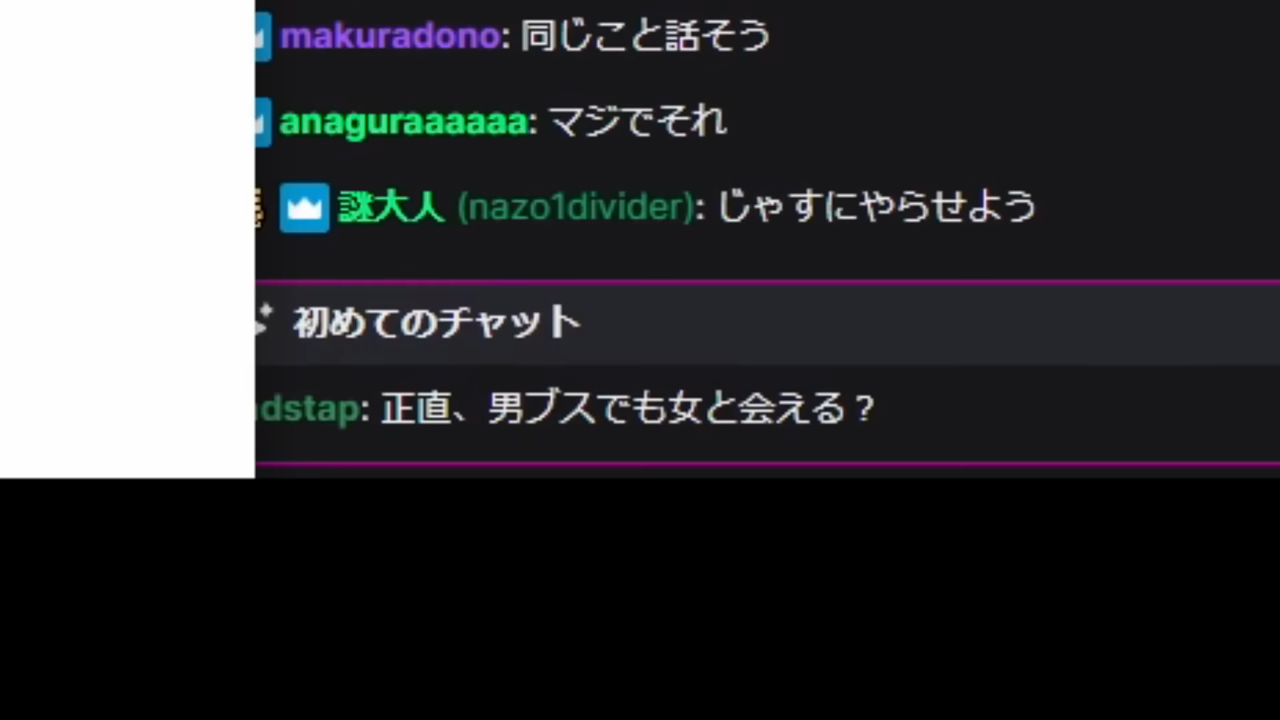 makuradono: 同じこと話そう
anaguraaaaaa: マジでそれ
謎大人 (nazo1divider): じゃすにやらせよう
初めてのチャット
dstap: 正直、男ブスでも女と会える？